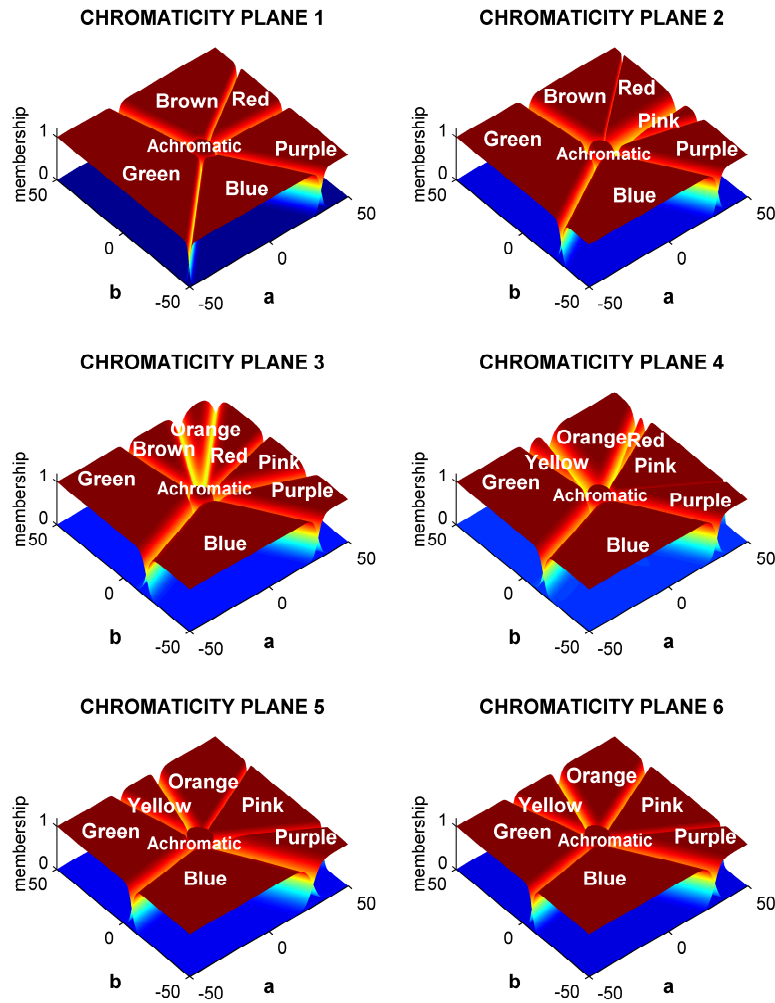 CHROMATICITY PLANE 1
Brown
Red
Achromatic
Purple
Green
Blue
membership
1
0
50
0
-50
b
-50
0
50
a
CHROMATICITY PLANE 2
Red
Brown
Pink
Green
Achromatic
Purple
Blue
membership
1
0
50
0
-50
b
-50
0
50
a
CHROMATICITY PLANE 3
Orange
Brown
Red
Pink
Green
Achromatic
Purple
Blue
membership
1
0
50
0
-50
b
-50
0
50
a
CHROMATICITY PLANE 4
Orange
Red
Yellow
Pink
Green
Achromatic
Purple
Blue
membership
1
0
50
0
-50
b
-50
0
50
a
CHROMATICITY PLANE 5
Orange
Yellow
Pink
Green
Achromatic
Purple
Blue
membership
1
0
50
0
-50
b
-50
0
50
a
CHROMATICITY PLANE 6
Orange
Yellow
Pink
Green
Achromatic
Purple
Blue
membership
1
0
50
0
-50
b
-50
0
50
a